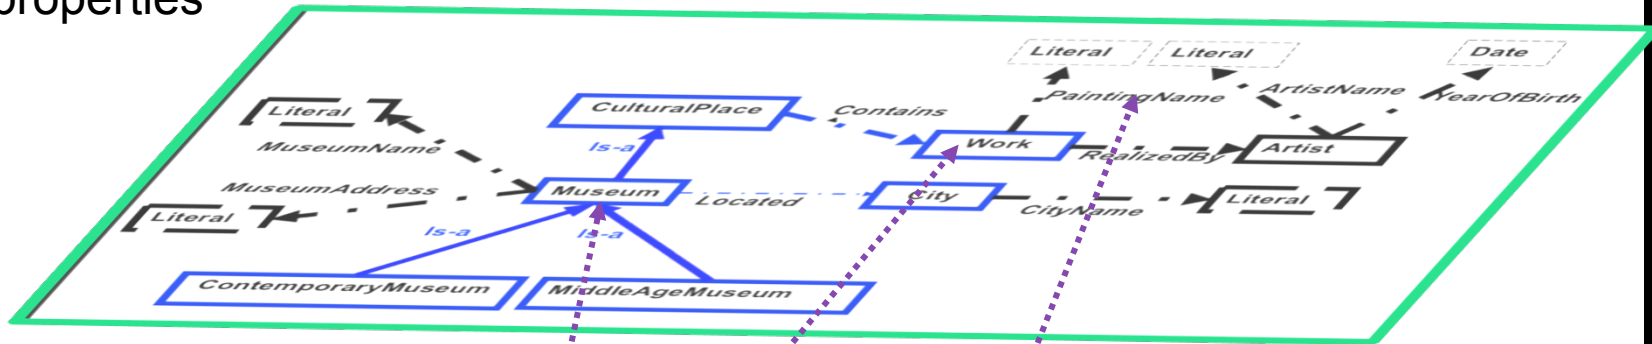 properties
Literal
Literal
Date
Literal
CulturalPlace
Contains
PaintingName
ArtistName
YearOfBirth
MuseumName
Is-a
Work
RealizedBy
Artist
MuseumAddress
Museum
Located
City
CityName
Literal
Literal
Is-a
Is-a
ContemporaryMuseum
MiddleAgeMuseum